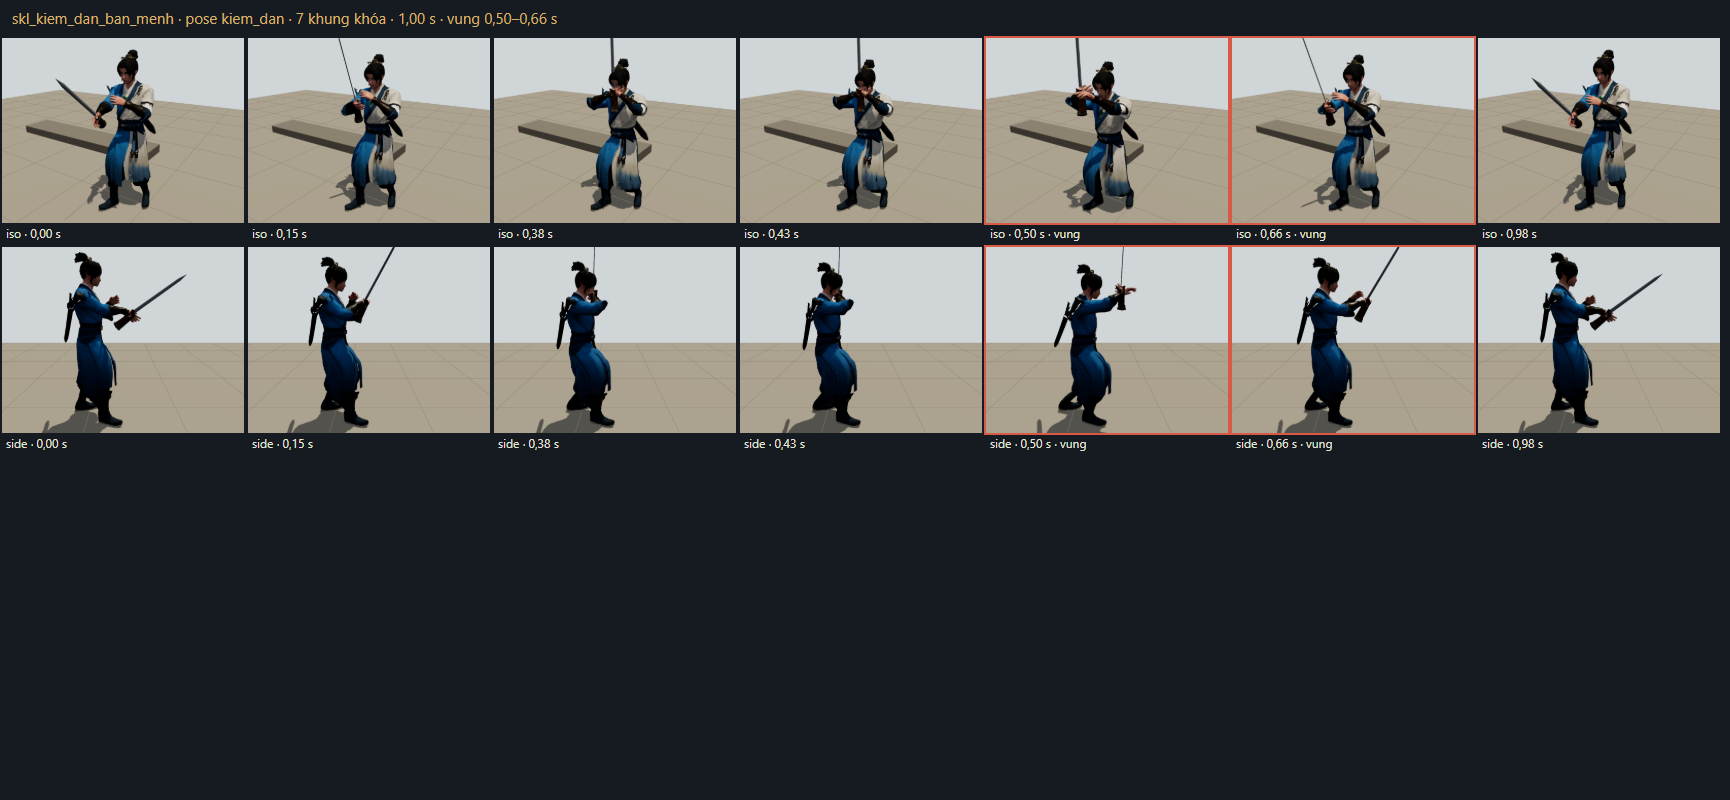 skl_kiem_dan_ban_menh · pose kiem_dan · 7 khung khóa · 1,00 s · vung 0,50–0,66 s
iso · 0,00 s
iso · 0,15 s
iso · 0,38 s
iso · 0,43 s
iso · 0,50 s · vung
iso · 0,66 s · vung
iso · 0,98 s
side · 0,00 s
side · 0,15 s
side · 0,38 s
side · 0,43 s
side · 0,50 s · vung
side · 0,66 s · vung
side · 0,98 s